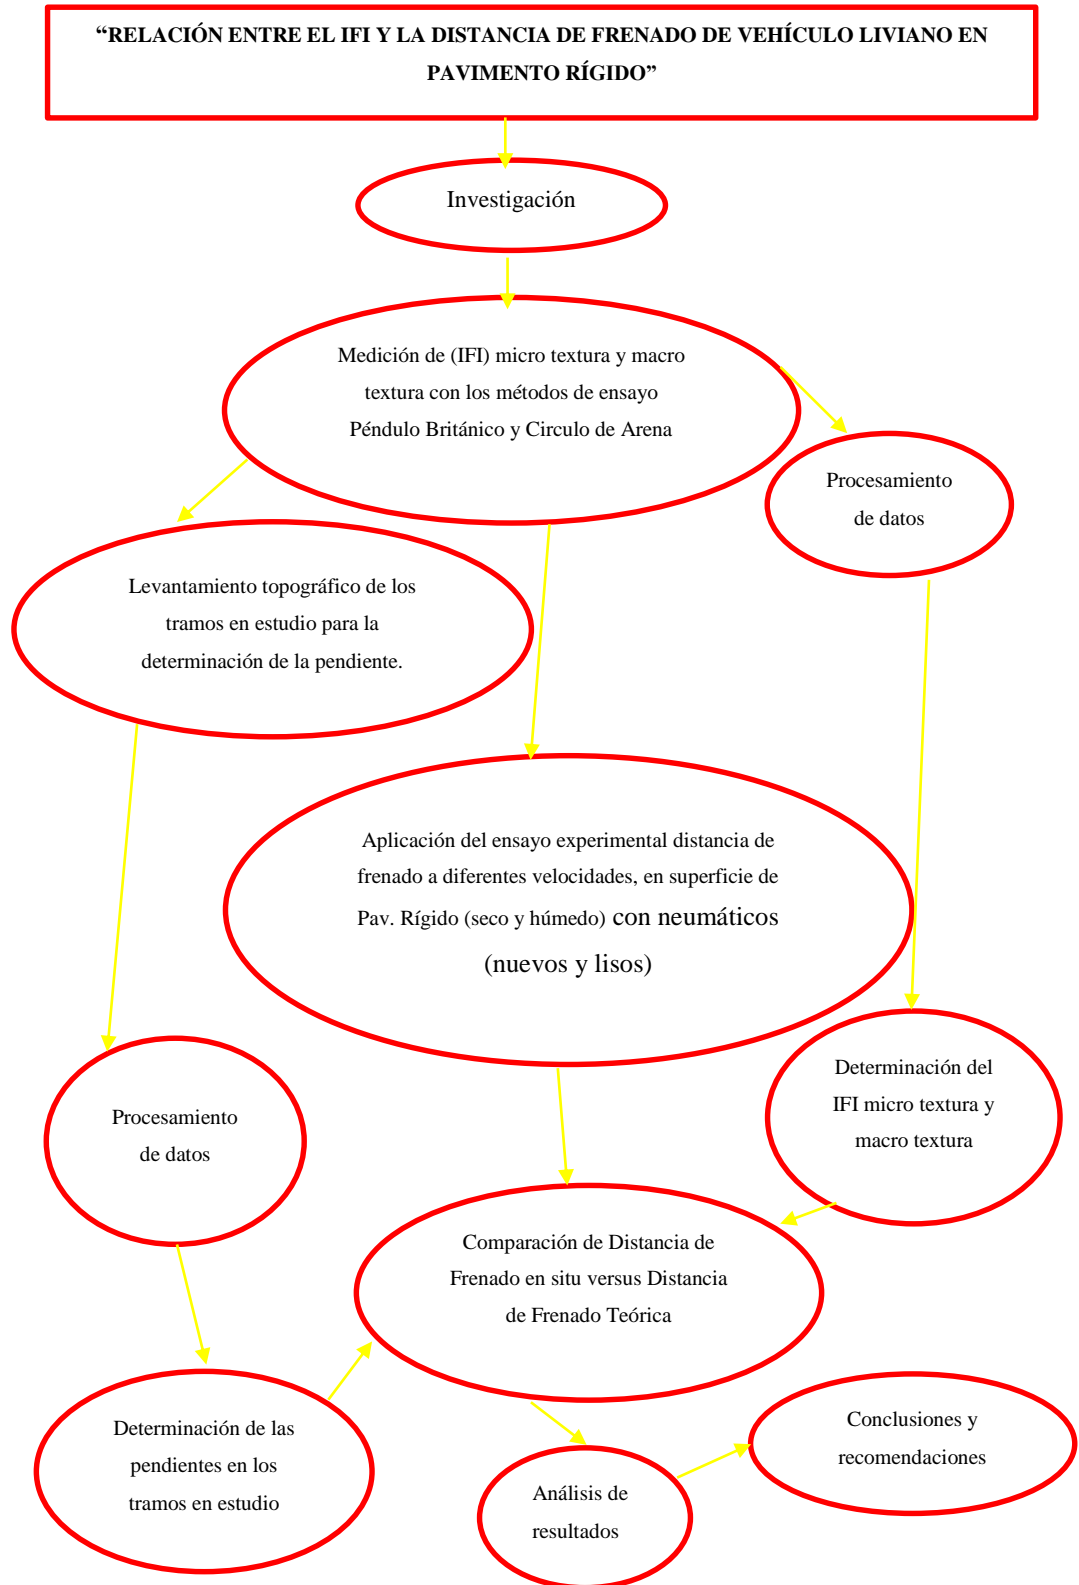 “RELACIÓN ENTRE EL IFI Y LA DISTANCIA DE FRENADO DE VEHÍCULO LIVIANO EN
PAVIMENTO RÍGIDO”
Investigación
Medición de (IFI) micro textura y macro
textura con los métodos de ensayo
Péndulo Británico y Circulo de Arena
Procesamiento
de datos
Levantamiento topográfico de los
tramos en estudio para la
determinación de la pendiente.
Aplicación del ensayo experimental distancia de
frenado a diferentes velocidades, en superficie de
Pav. Rígido (seco y húmedo) con neumáticos
(nuevos y lisos)
Determinación del
IFI micro textura y
macro textura
Procesamiento
de datos
Comparación de Distancia de
Frenado en situ versus Distancia
de Frenado Teórica
Determinación de las
pendientes en los
tramos en estudio
Análisis de
resultados
Conclusiones y
recomendaciones